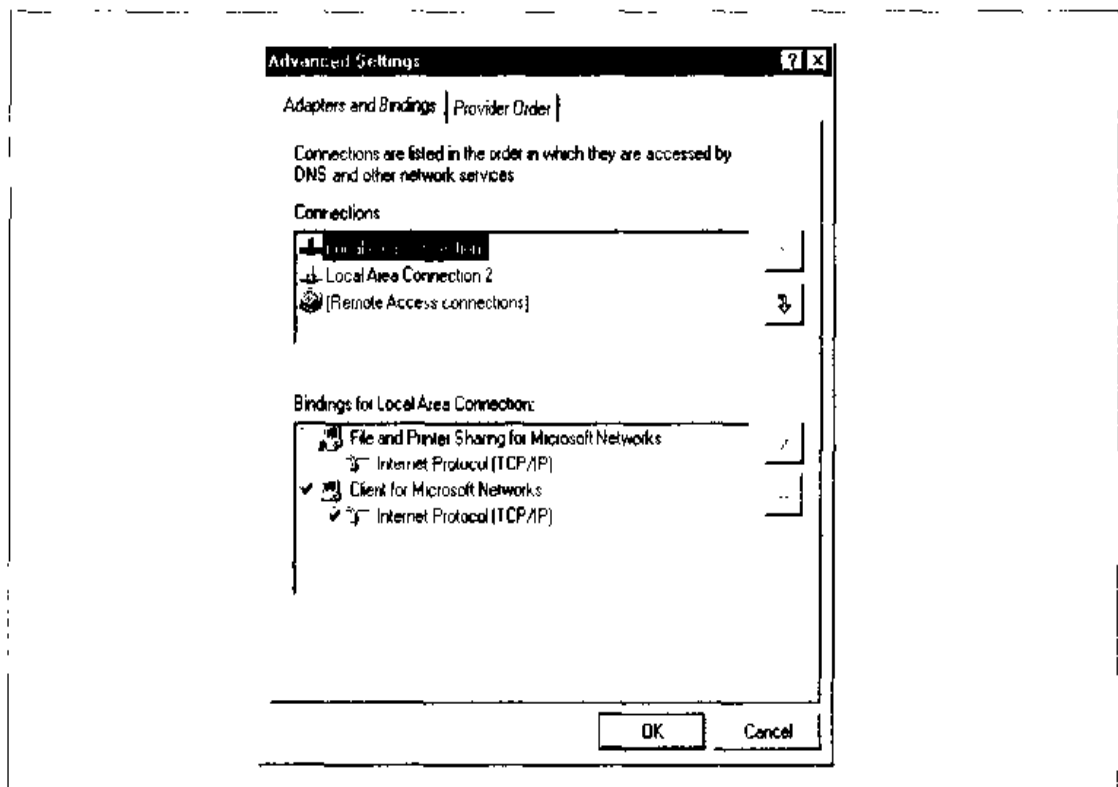 Advanced Settings
Adapters and Bindings Provider Order
Connections are listed in the order in which they are accessed by
DNS and other network services
Connections
Local Area Connection 2
[Remote Access connections]
Bindings for Local Area Connection:
File and Printer Sharing for Microsoft Networks
Internet Protocol (TCP/IP)
Client for Microsoft Networks
Internet Protocol (TCP/IP)
OK Cancel